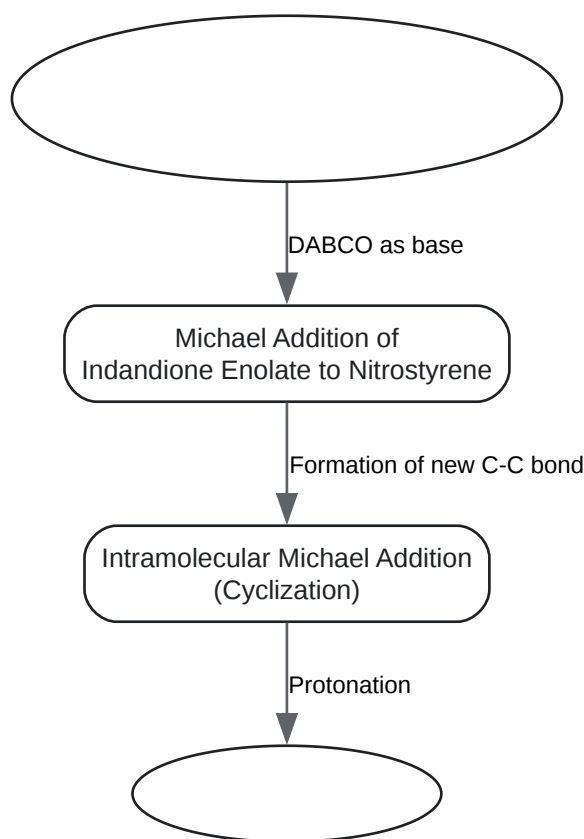 DABCO as base
Michael Addition of
Indandione Enolate to Nitrostyrene
Formation of new C-C bond
Intramolecular Michael Addition
(Cyclization)
Protonation